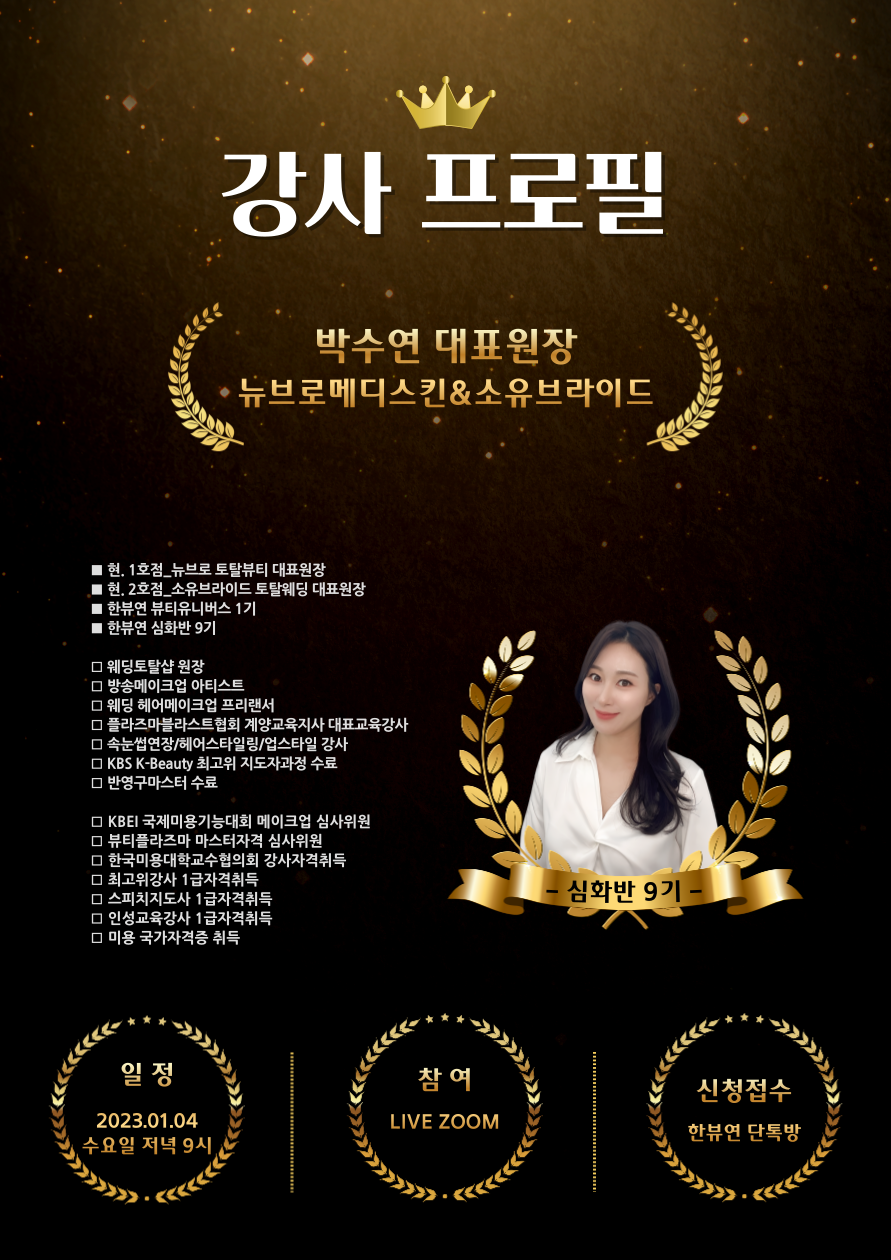 강사 프로필
박수연 대표원장
뉴브로메디스킨&소유브라이드
■ 현. 1호점_뉴브로 토탈뷰티 대표원장
■ 현. 2호점_소유브라이드 토탈웨딩 대표원장
■ 한뷰연 뷰티유니버스 1기
■ 한뷰연 심화반 9기
□ 웨딩토탈샵 원장
□ 방송메이크업 아티스트
□ 웨딩 헤어메이크업 프리랜서
□ 플라즈마블라스트협회 계양교육지사 대표교육강사
□ 속눈썹연장/헤어스타일링/업스타일 강사
□ KBS K-Beauty 최고위 지도자과정 수료
□ 반영구마스터 수료
□ KBEI 국제미용기능대회 메이크업 심사위원
□ 뷰티플라즈마 마스터자격 심사위원
□ 한국미용대학교수협의회 강사자격취득
□ 최고위강사 1급자격취득
□ 스피치지도사 1급자격취득
□ 인성교육강사 1급자격취득
□ 미용 국가자격증 취득
– 심화반 9기 –
일 정
2023.01.04
수요일 저녁 9시
참 여
LIVE ZOOM
신청접수
한뷰연 단톡방